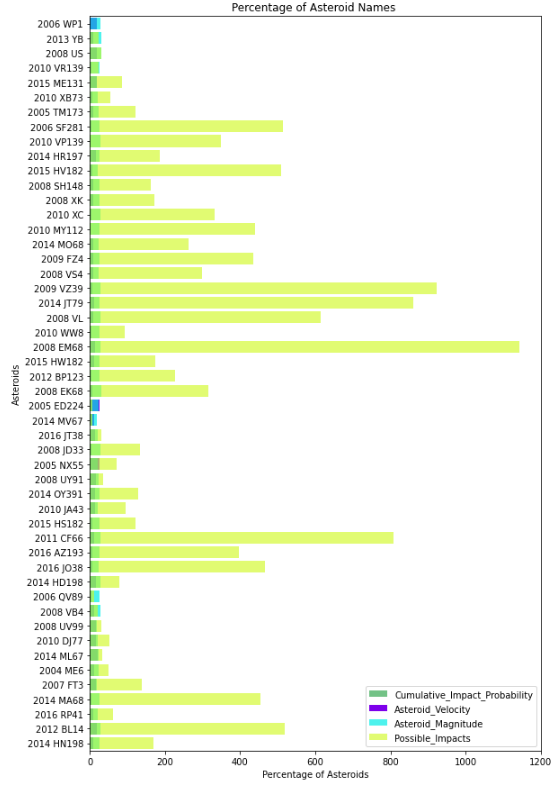 Percentage of Asteroid Names
2006 WP1
2013 YB
2008 US
2010 VR139
2015 ME131
2010 XB73
2005 TM173
2006 SF281
2010 VP139
2014 HR197
2015 HV182
2008 SH148
2008 XK
2010 XC
2010 MY112
2014 MO68
2009 FZ4
2008 VS4
2009 VZ39
2014 JT79
2008 VL
2010 WW8
2008 EM68
2015 HW182
2012 BP123
2008 EK68
2005 ED224
2014 MV67
2016 JT38
2008 JD33
2005 NX55
2008 UY91
2014 OY391
2010 JA43
2015 HS182
2011 CF66
2016 AZ193
2016 JO38
2014 HD198
2006 QV89
2008 VB4
2008 UV99
2010 DJ77
2014 ML67
2004 ME6
2007 FT3
2014 MA68
2016 RP41
2012 BL14
2014 HN198
Asteroids
Cumulative_Impact_Probability
Asteroid_Velocity
Asteroid_Magnitude
Possible_Impacts
0 200 400 600 800 1000 1200
Percentage of Asteroids